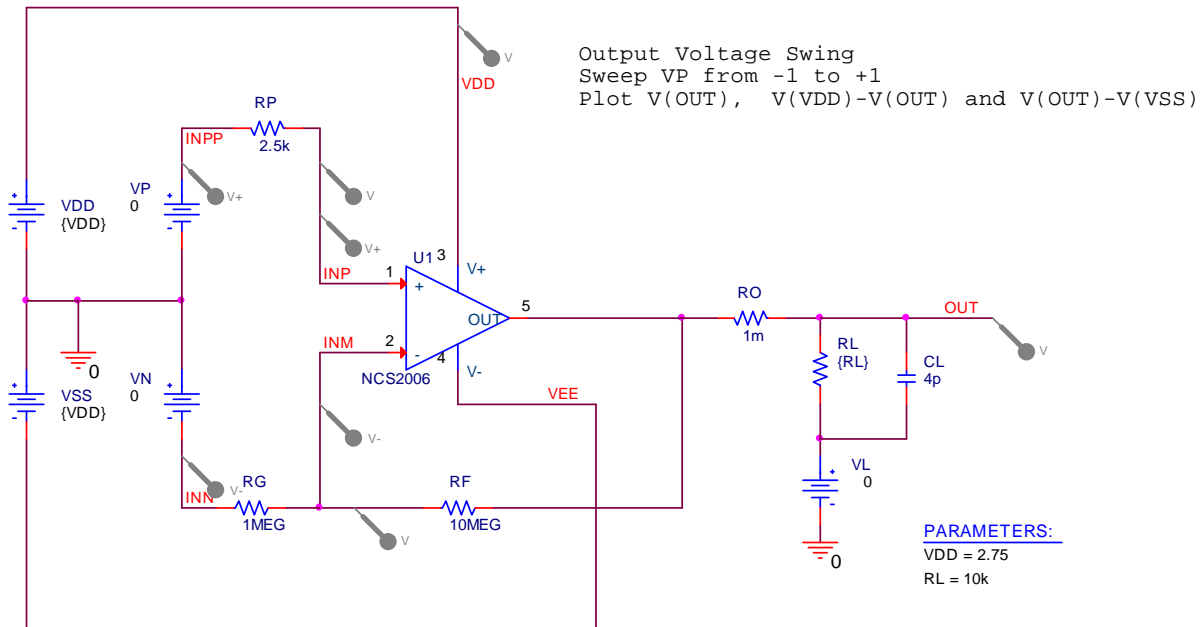 Output Voltage Swing
Sweep VP from -1 to +1
Plot V(OUT), V(VDD)-V(OUT) and V(OUT)-V(VSS)
V
VDD
RP
2.5k
INPP
V+
V
V+
VDD
{VDD}
VP
0
U1
3
V+
INP
1
+
5
OUT
INM
2
-
4
V-
NCS2006
VEE
RO
1m
OUT
V
RL
{RL}
CL
4p
0
VSS
{VDD}
VN
0
V-
V-
INN
RG
1MEG
RF
10MEG
V
VL
0
0
PARAMETERS:
VDD = 2.75
RL = 10k